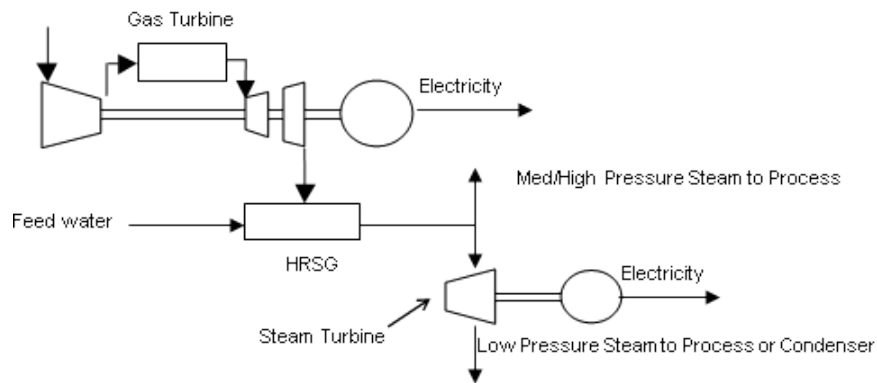 Gas Turbine
Electricity
Med/High Pressure Steam to Process
Feed water
HRSG
Electricity
Steam Turbine
Low Pressure Steam to Process or Condenser